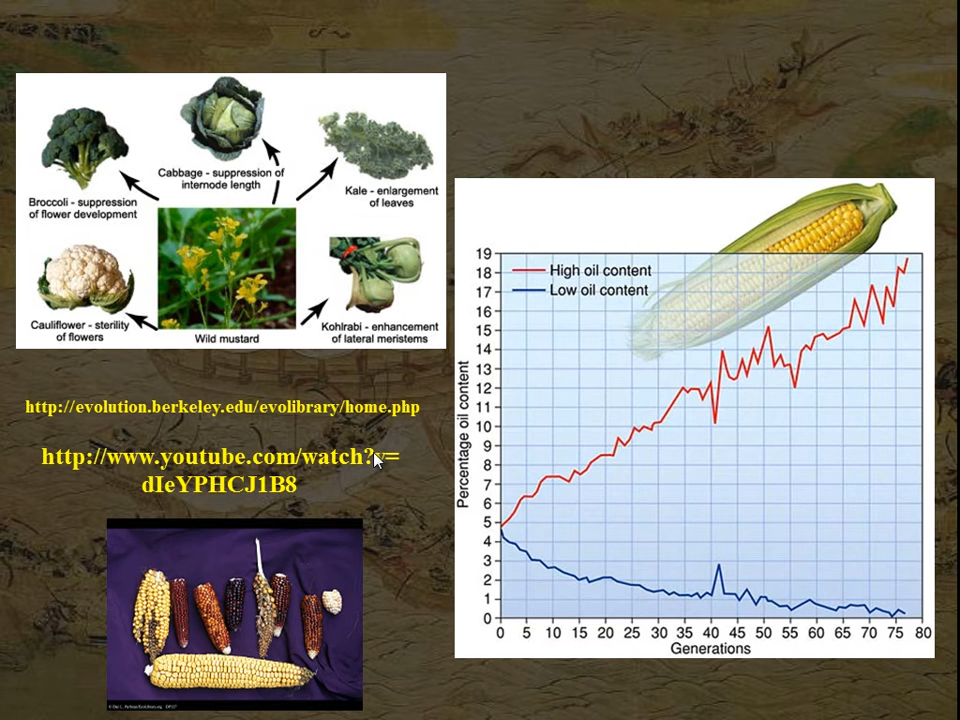 Cabbage - suppression of
internode length
Broccoli - suppression
of flower development
Kale - enlargement
of leaves
Cauliflower - sterility
of flowers
Wild mustard
Kohlrabi - enhancement
of lateral meristems
http://evolution.berkeley.edu/evolibrary/home.php
http://www.youtube.com/watch?v=
dIeYPHCJ1B8
High oil content
Low oil content
Percentage oil content
19
18
17
16
15
14
13
12
11
10
9
8
7
6
5
4
3
2
1
0
0 5 10 15 20 25 30 35 40 45 50 55 60 65 70 75 80
Generations